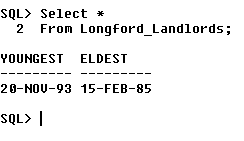 SQL> Select *
2 From Longford_Landlords;
YOUNGEST ELDEST
--------- ---------
20-NOV-93 15-FEB-85
SQL>